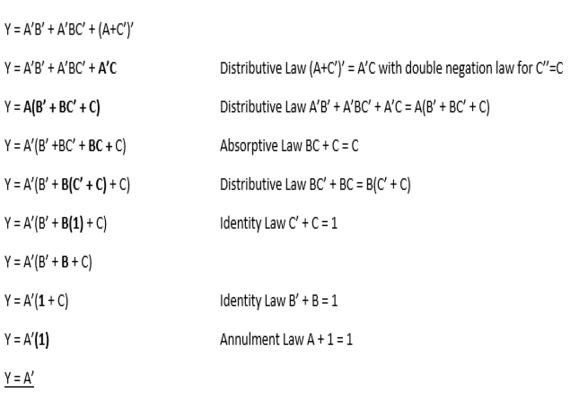 Y = A'B' + A'BC' + (A+C')'
Y = A'B' + A'BC' + A'C Distributive Law (A+C')' = A'C with double negation law for C''=C
Y = A(B' + BC' + C) Distributive Law A'B' + A'BC' + A'C = A(B' + BC' + C)
Y = A'(B' +BC' + BC + C) Absorptive Law BC + C = C
Y = A'(B' + B(C' + C) + C) Distributive Law BC' + BC = B(C' + C)
Y = A'(B' + B(1) + C) Identity Law C' + C = 1
Y = A'(B' + B + C)
Y = A'(1 + C) Identity Law B' + B = 1
Y = A'(1) Annulment Law A + 1 = 1
Y = A'